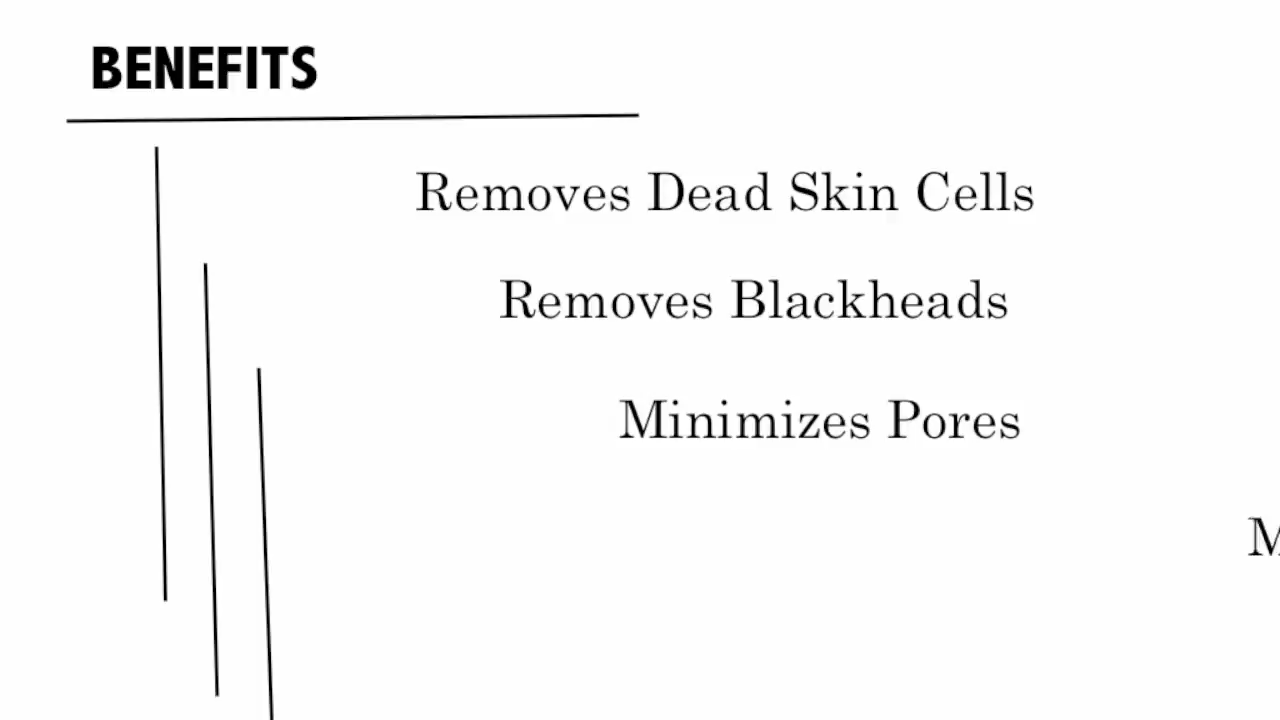 BENEFITS
Removes Dead Skin Cells
Removes Blackheads
Minimizes Pores
M